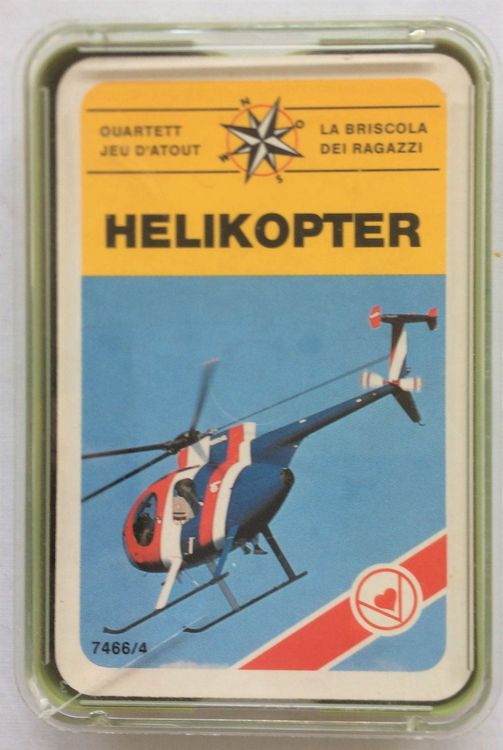 QUARTETT
JEU D'ATOUT
LA BRISCOLA
DEI RAGAZZI
N
O
S
HELIKOPTER
7466/4